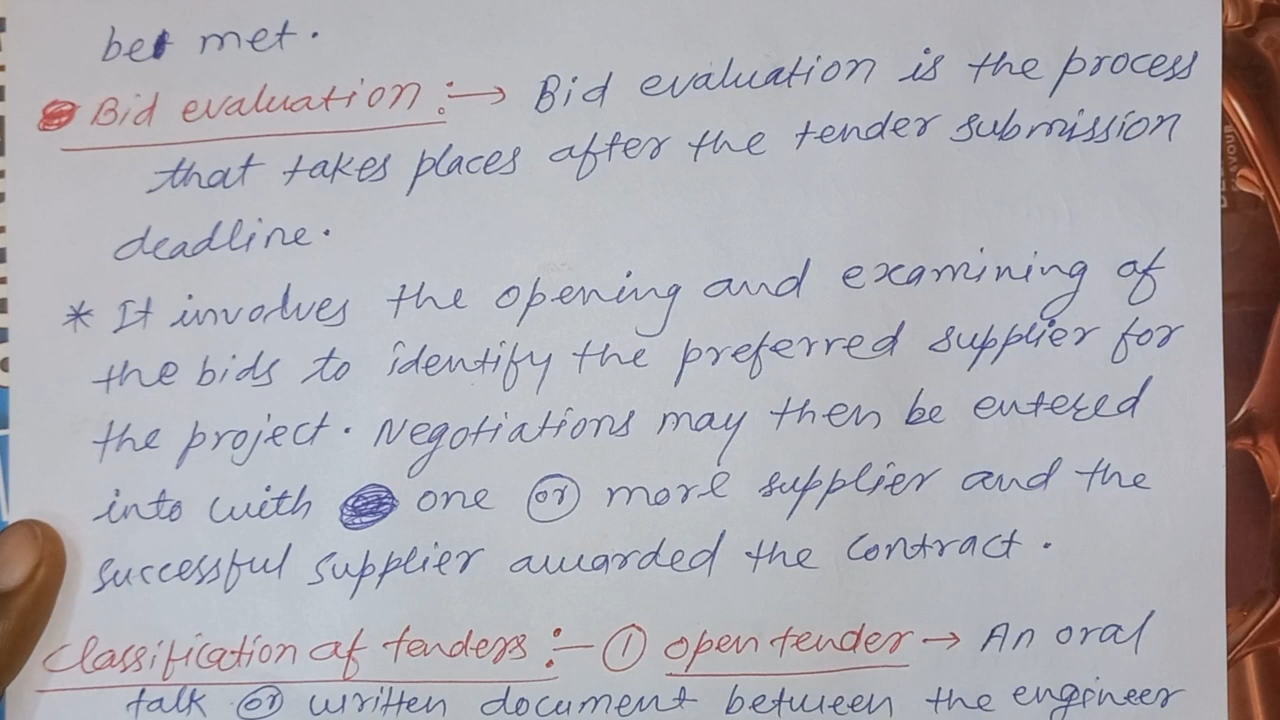 be met.
Bid evaluation :→ Bid evaluation is the process
that takes places after the tender submission
deadline.
* It involves the opening and examining of
the bids to identify the preferred supplier for
the project. Negotiations may then be entered
into with one or more supplier and the
successful supplier awarded the contract.
Classification of tenders :- ① open tender → An oral
talk or written document between the engineer
FLAVOUR